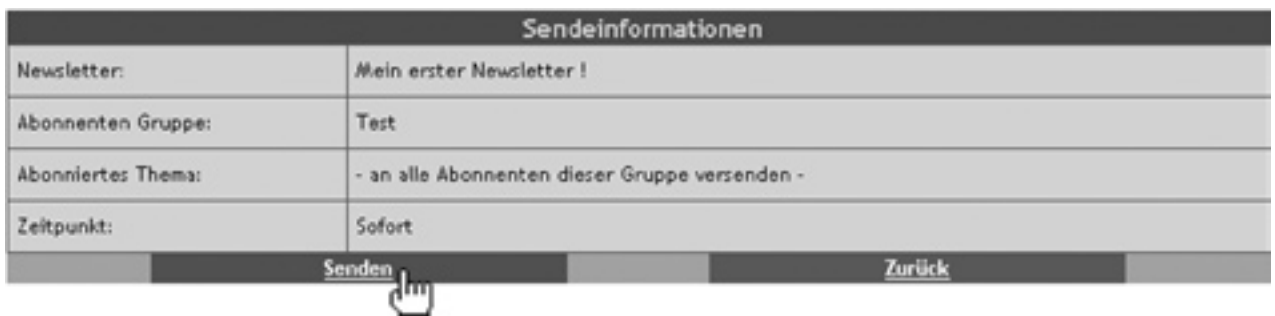 Sendeinformationen
Newsletter: Mein erster Newsletter !
Abonnenten Gruppe: Test
Abonniertes Thema: - an alle Abonnenten dieser Gruppe versenden -
Zeitpunkt: Sofort
Senden Zurück